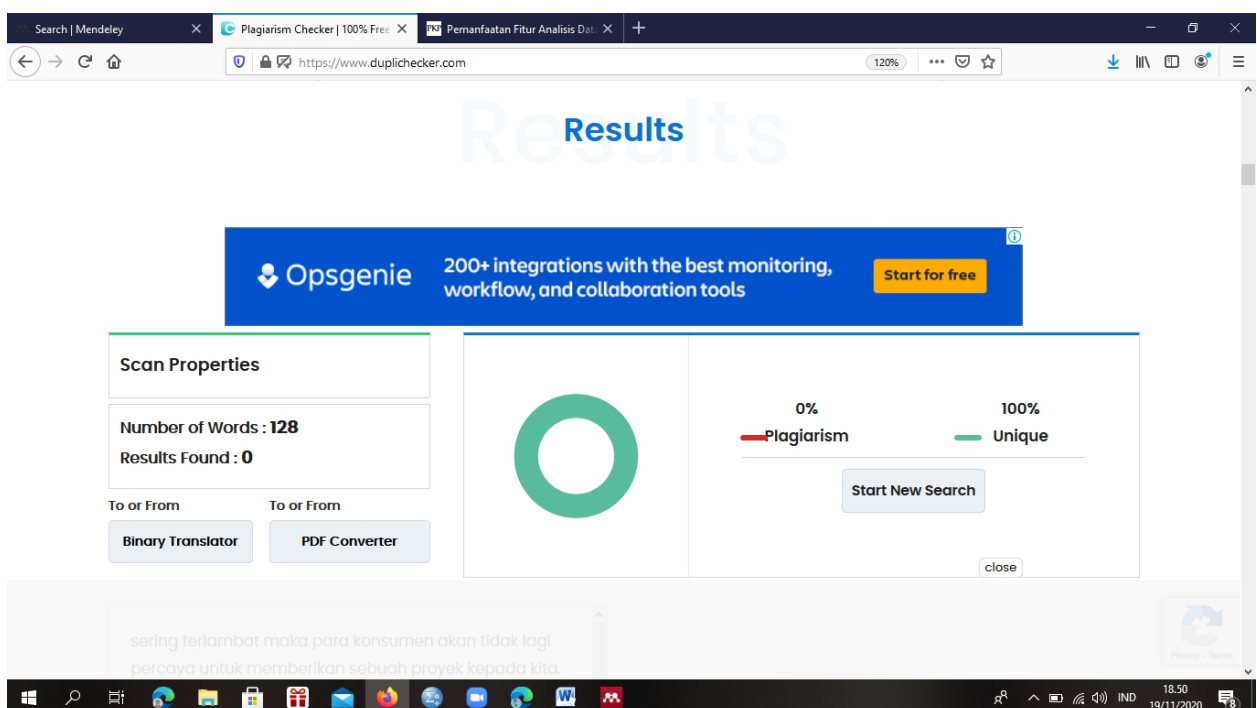 Search | Mendeley
Plagiarism Checker | 100% Free
PKP Pemanfaatan Fitur Analisis Data
https://www.duplichecker.com
120%
Results
Results
Opsgenie
200+ integrations with the best monitoring,
workflow, and collaboration tools
Start for free
Scan Properties
Number of Words : 128
Results Found : 0
To or From
To or From
Binary Translator
PDF Converter
0%
100%
Plagiarism
Unique
Start New Search
close
sering terlambat maka para konsumen akan tidak lagi
percaya untuk memberikan sebuah proyek kepada kita.
Privacy - Terms
IND
18.50
19/11/2020
8